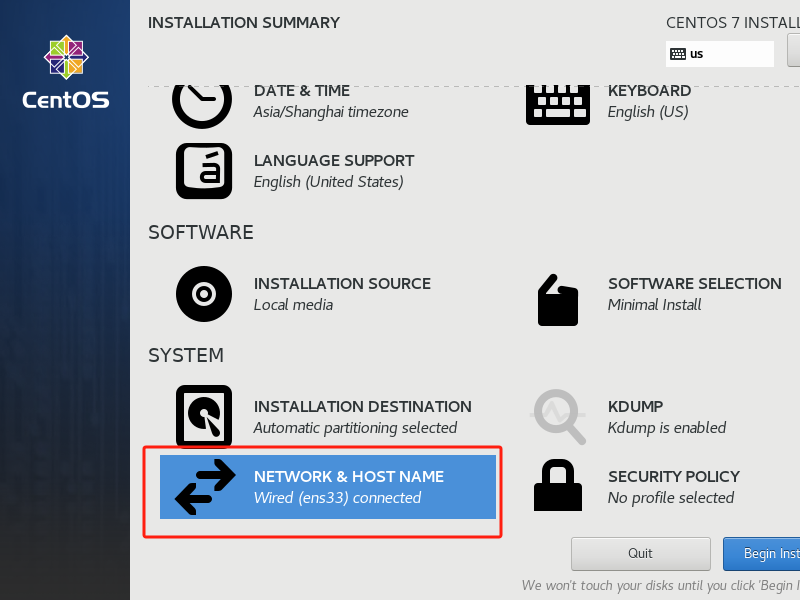 INSTALLATION SUMMARY
CENTOS 7 INSTALL
us
CentOS
DATE & TIME
Asia/Shanghai timezone
KEYBOARD
English (US)
LANGUAGE SUPPORT
English (United States)
SOFTWARE
INSTALLATION SOURCE
Local media
SOFTWARE SELECTION
Minimal Install
SYSTEM
INSTALLATION DESTINATION
Automatic partitioning selected
KDUMP
Kdump is enabled
NETWORK & HOST NAME
Wired (ens33) connected
SECURITY POLICY
No profile selected
Quit
Begin Inst
We won't touch your disks until you click 'Begin I